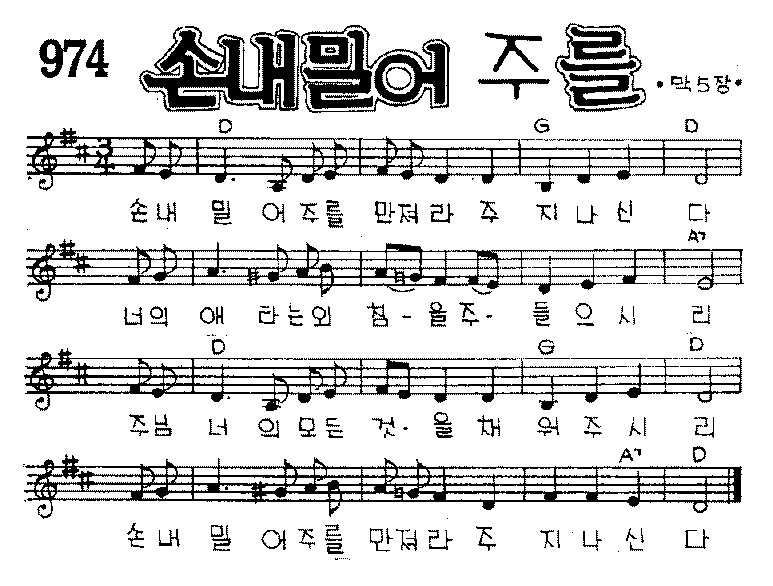 974 손내밀어 주를 •막5장•
D G D
손내 밀 어주를 만져라 주 지나신 다
A7
너의 애 라는외 침 - 을주 - 들으시 리
D G D
주님 너 의모든 것 · 을채 워주시 리
A7 D
손내 밀 어주를 만져라 주 지나신 다